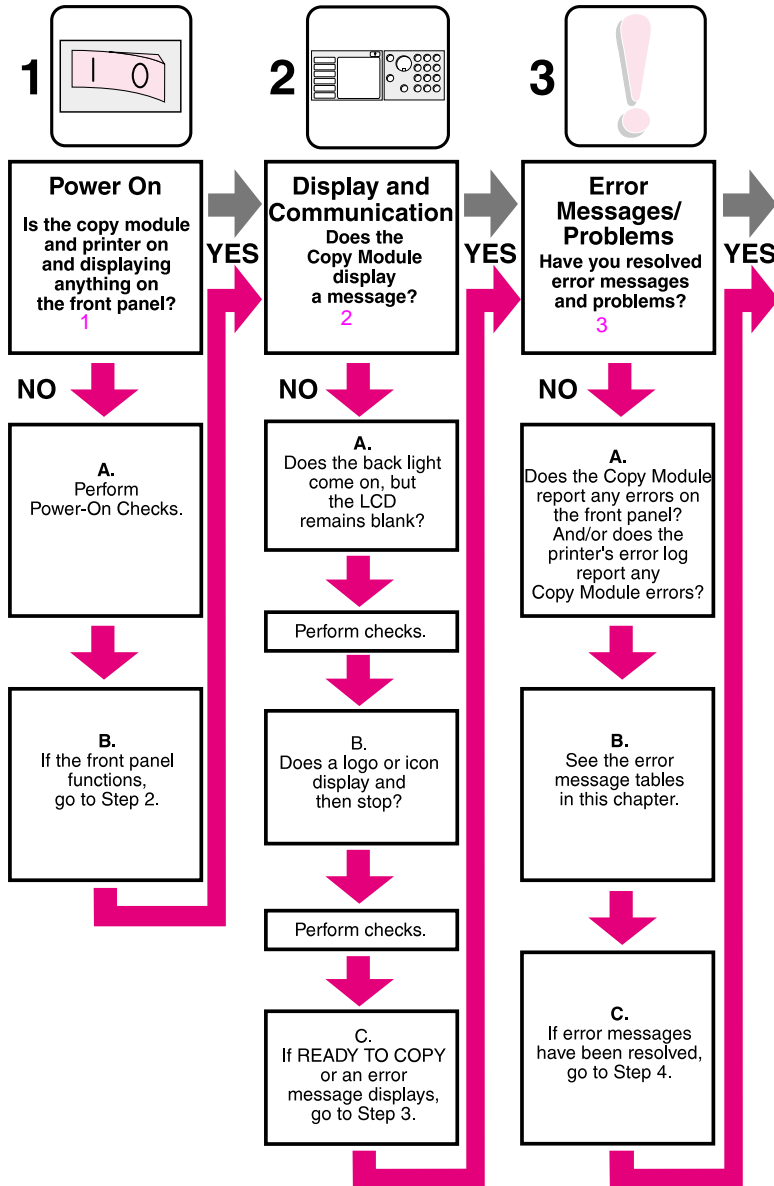 1
I O
2
3
Power On
Is the copy module
and printer on
and displaying
anything on
the front panel?
1
YES
NO
A.
Perform
Power-On Checks.
B.
If the front panel
functions,
go to Step 2.
Display and
Communication
Does the
Copy Module
display
a message?
2
YES
NO
A.
Does the back light
come on, but
the LCD
remains blank?
Perform checks.
B.
Does a logo or icon
display and
then stop?
Perform checks.
C.
If READY TO COPY
or an error
message displays,
go to Step 3.
Error
Messages/
Problems
Have you resolved
error messages
and problems?
3
YES
NO
A.
Does the Copy Module
report any errors on
the front panel?
And/or does the
printer's error log
report any
Copy Module errors?
B.
See the error
message tables
in this chapter.
C.
If error messages
have been resolved,
go to Step 4.